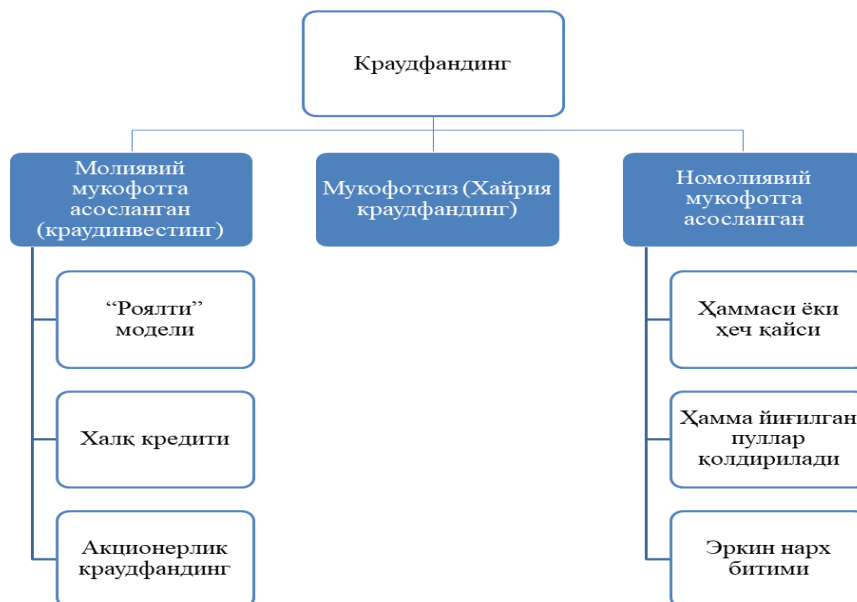 Краудфандинг
Молиявий
мукофотга
асосланган
(краудинвестинг)
Мукофотсиз (Хайрия
краудфандинг)
Номолиявий
мукофотга
асосланган
“Роялти”
модели
Халқ кредити
Акционерлик
краудфандинг
Ҳаммаси ёки
ҳеч қайси
Ҳамма йиғилган
пуллар
қолдирилади
Эркин нарх
битими